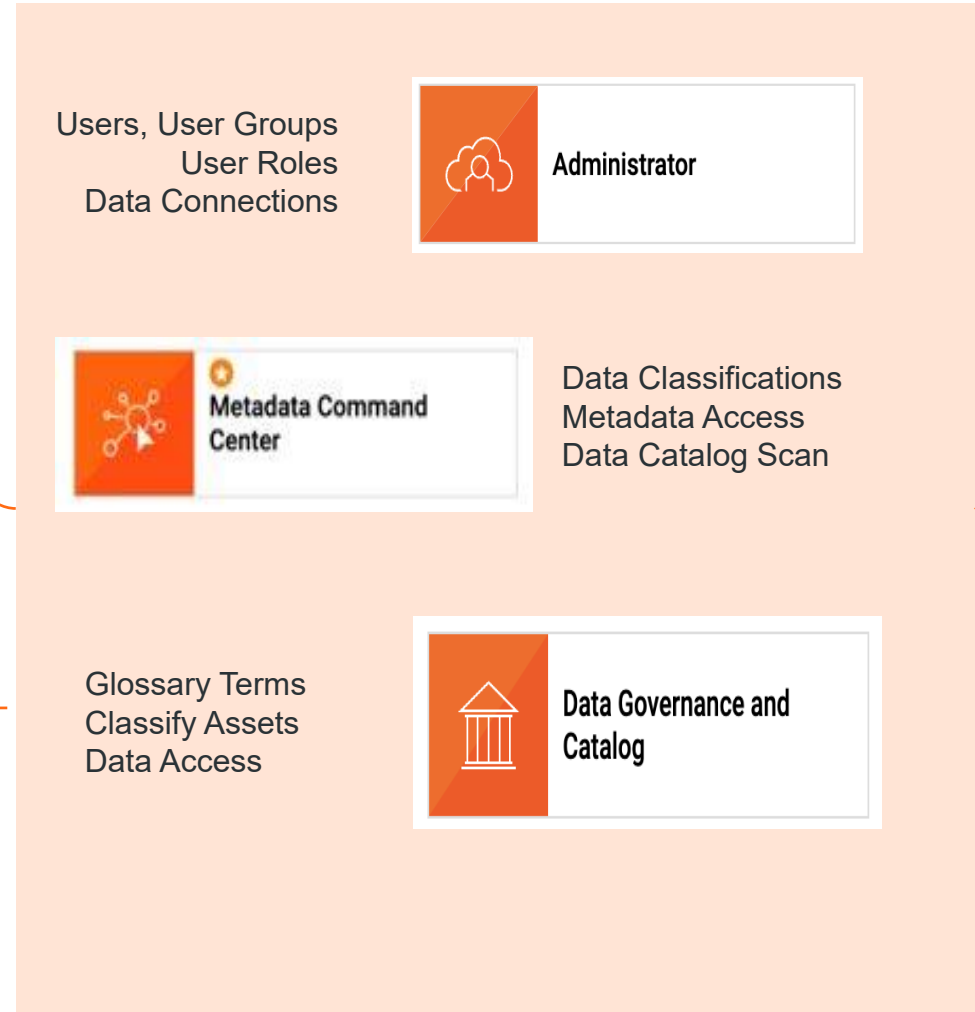 Users, User Groups
User Roles
Data Connections
Administrator
Metadata Command
Center
Data Classifications
Metadata Access
Data Catalog Scan
Glossary Terms
Classify Assets
Data Access
Data Governance and
Catalog